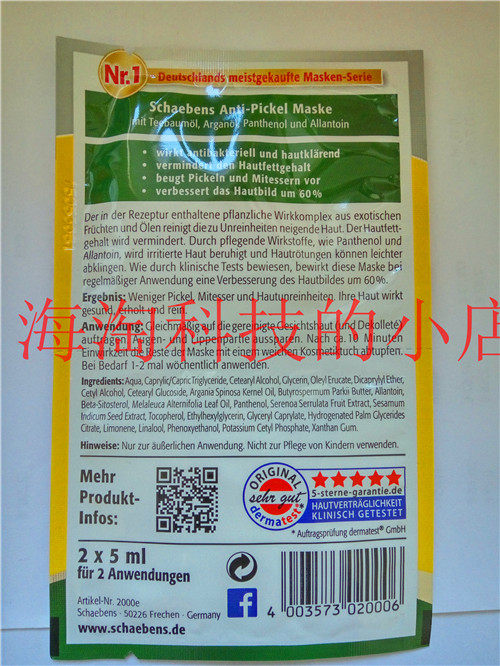 Nr.1 - Deutschlands meistgekaufte Masken-Serie
Schaebens Anti-Pickel Maske
mit Teebaumöl, Arganöl, Panthenol und Allantoin
• wirkt antibakteriell und hautklärend
• vermindert den Hautfettgehalt
• beugt Pickeln und Mitessern vor
• verbessert das Hautbild um 60%
Der in der Rezeptur enthaltene pflanzliche Wirkkomplex aus exotischen
Früchten und Ölen reinigt die zu Unreinheiten neigende Haut. Der Hautfett-
gehalt wird vermindert. Durch pflegende Wirkstoffe, wie Panthenol und
Allantoin, wird irritierte Haut beruhigt und Hautrötungen können leichter
abklingen. Wie durch klinische Tests bewiesen, bewirkt diese Maske bei
regelmäßiger Anwendung eine Verbesserung des Hautbildes um 60%.
Ergebnis: Weniger Pickel, Mitesser und Hautunreinheiten. Ihre Haut wirkt
gesund, erholt und rein.
海淘科技的小店
Anwendung: Gleichmäßig auf die gereinigte Gesichtshaut (und Dekolleté)
auftragen, Augen- und Lippenpartie aussparen. Nach ca. 10 Minuten
Einwirkzeit die Reste der Maske mit einem weichen Kosmetiktuch abtupfen.
Bei Bedarf 1-2 mal wöchentlich anwenden.
Ingredients: Aqua, Caprylic/Capric Triglyceride, Cetearyl Alcohol, Glycerin, Oleyl Erucate, Dicaprylyl Ether,
Cetyl Alcohol, Cetearyl Glucoside, Argania Spinosa Kernel Oil, Butyrospermum Parkii Butter, Allantoin,
Beta-Sitosterol, Melaleuca Alternifolia Leaf Oil, Panthenol, Serenoa Serrulata Fruit Extract, Sesamum
Indicum Seed Extract, Tocopherol, Ethylhexylglycerin, Glyceryl Caprylate, Hydrogenated Palm Glycerides
Citrate, Limonene, Linalool, Phenoxyethanol, Potassium Cetyl Phosphate, Xanthan Gum.
Hinweise: Nur zur äußerlichen Anwendung. Nicht zur Pflege von Kindern verwenden.
Mehr
Produkt-
Infos:
ORIGINAL
sehr gut
dermatest®
5-sterne-garantie.de
HAUTVERTRÄGLICHKEIT
KLINISCH GETESTET
* Auftragsprüfung dermatest® GmbH
2 x 5 ml
für 2 Anwendungen
Artikel-Nr. 2000e
Schaebens - 50226 Frechen - Germany
www.schaebens.de
f
4 003573 020006